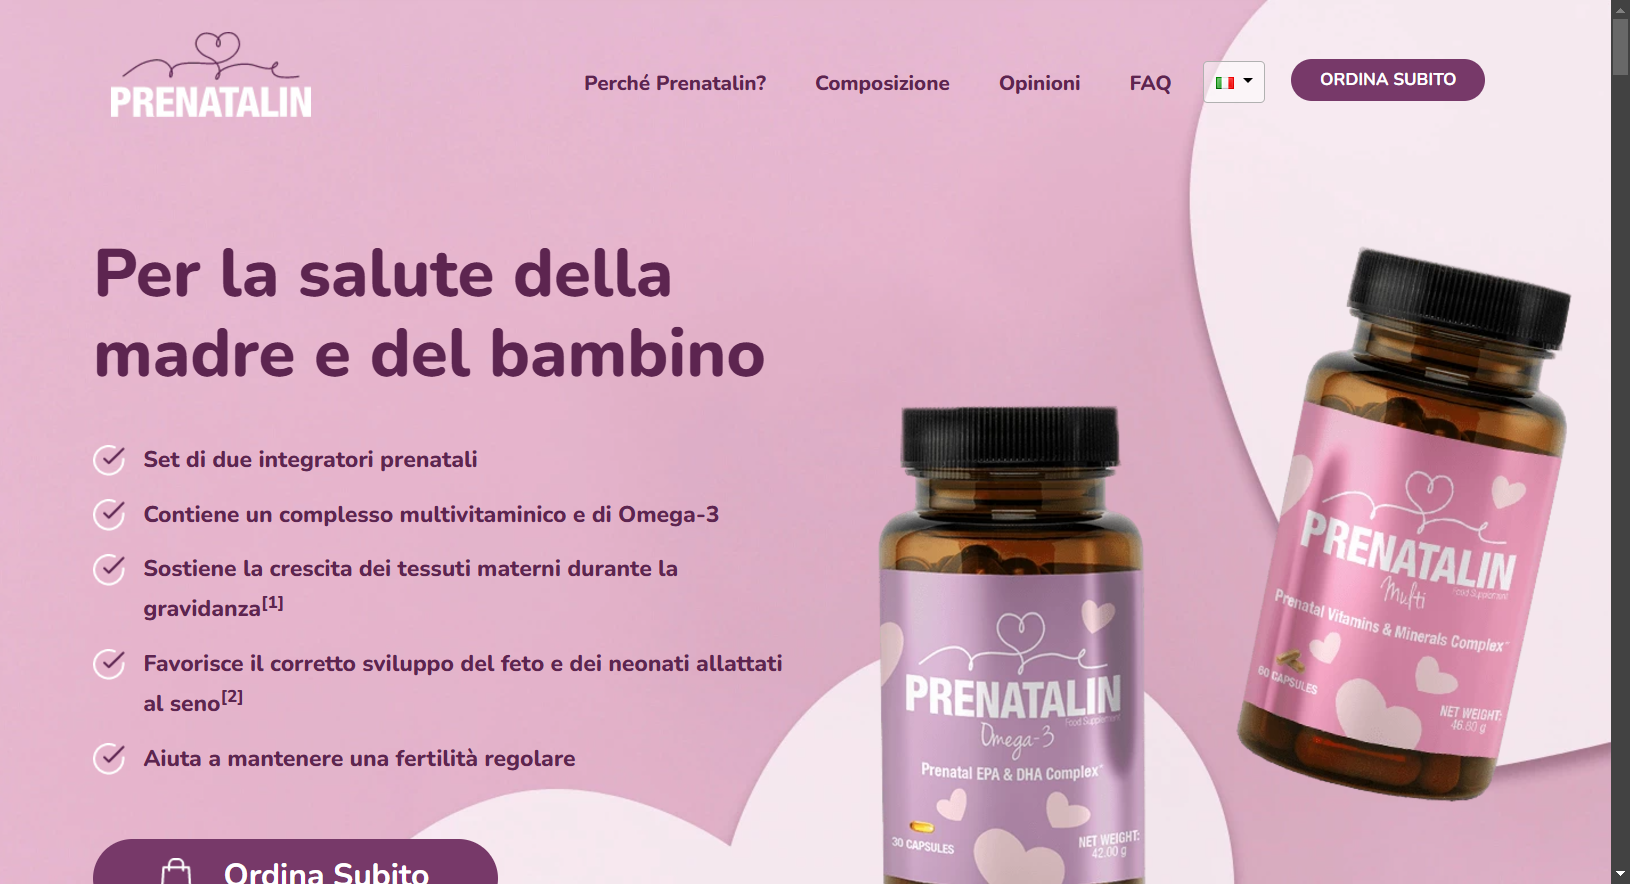 PRENATALIN
Perché Prenatalin?
Composizione
Opinioni
FAQ
ORDINA SUBITO
Per la salute della
madre e del bambino
Set di due integratori prenatali
Contiene un complesso multivitaminico e di Omega-3
Sostiene la crescita dei tessuti materni durante la
gravidanza[1]
Favorisce il corretto sviluppo del feto e dei neonati allattati
al seno[2]
Aiuta a mantenere una fertilità regolare
Ordina Subito
PRENATALIN
Food Supplement
Omega-3
Prenatal EPA & DHA Complex
30 CAPSULES
NET WEIGHT:
42.00 g
PRENATALIN
Food Supplement
Multi
Prenatal Vitamins & Minerals Complex
60 CAPSULES
NET WEIGHT:
46.80 g